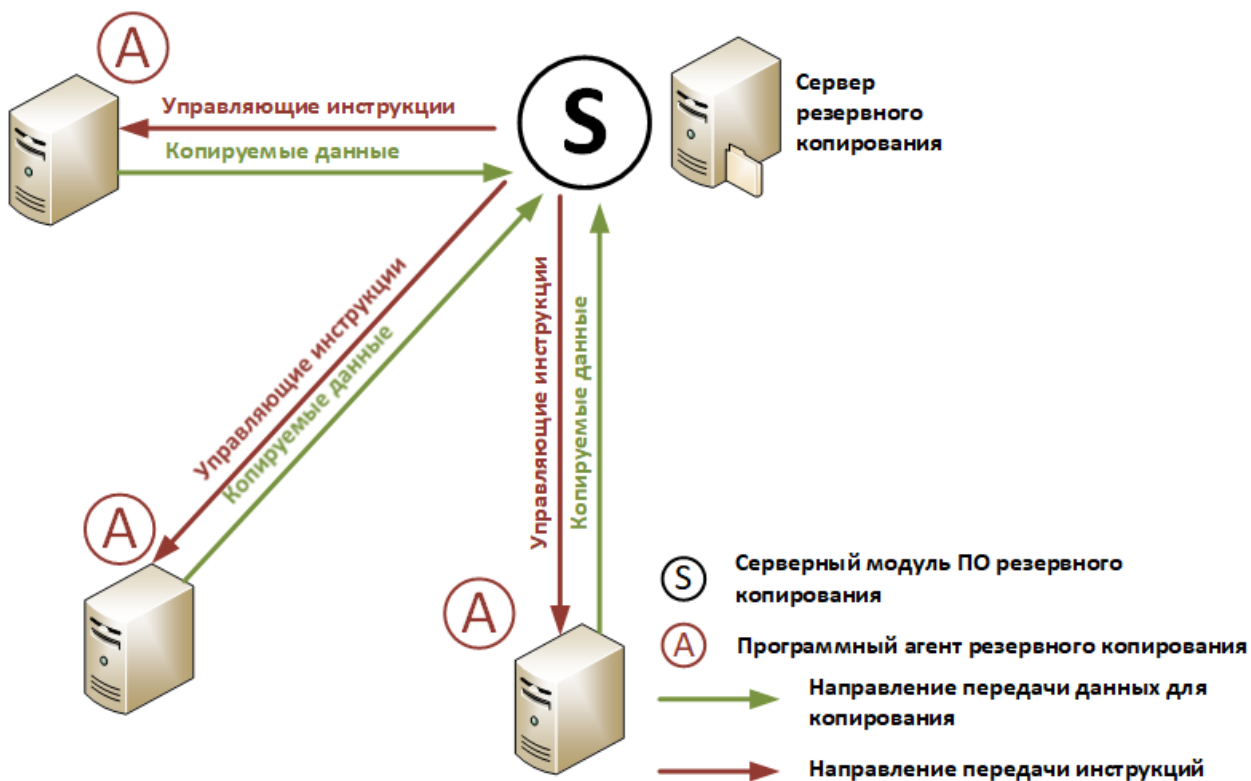 A
Управляющие инструкции
Копируемые данные
S
Сервер
резервного
копирования
Управляющие инструкции
Копируемые данные
Управляющие инструкции
Копируемые данные
A
A
S
Серверный модуль ПО резервного
копирования
A
Программный агент резервного копирования
Направление передачи данных для
копирования
Направление передачи инструкций